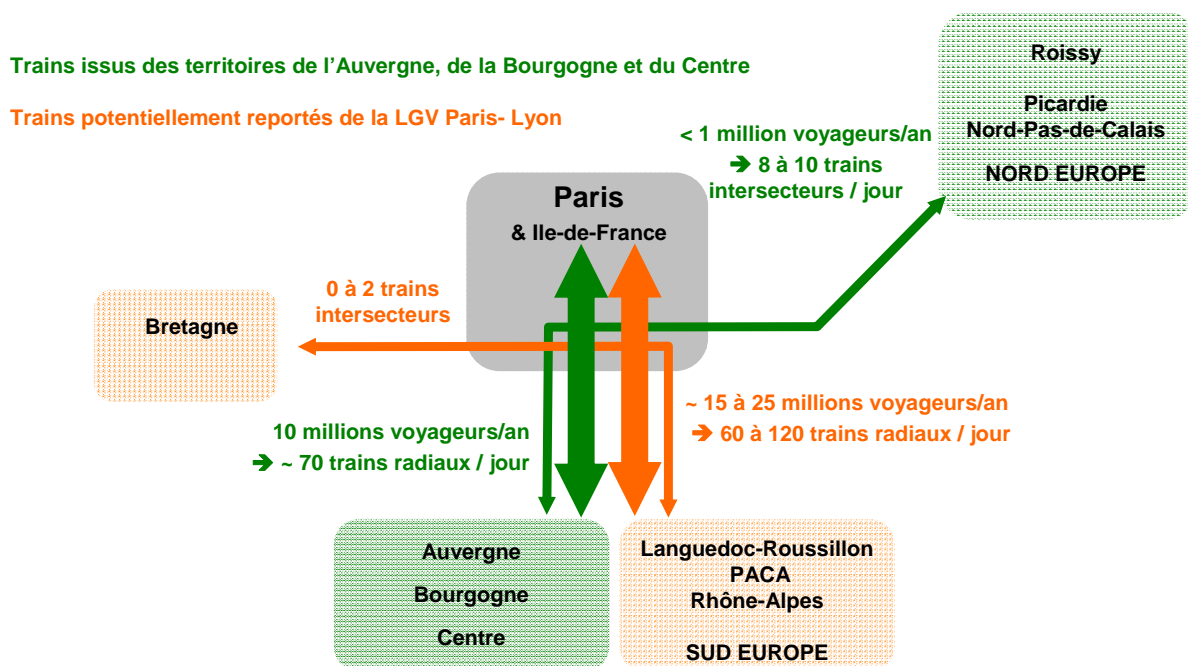 Trains issus des territoires de l'Auvergne, de la Bourgogne et du Centre
Trains potentiellement reportés de la LGV Paris- Lyon
Roissy
Picardie
Nord-Pas-de-Calais
NORD EUROPE
< 1 million voyageurs/an
➔ 8 à 10 trains
intersecteurs / jour
Paris
& Ile-de-France
0 à 2 trains
intersecteurs
Bretagne
10 millions voyageurs/an
➔ ~ 70 trains radiaux / jour
~ 15 à 25 millions voyageurs/an
➔ 60 à 120 trains radiaux / jour
Auvergne
Bourgogne
Centre
Languedoc-Roussillon
PACA
Rhône-Alpes
SUD EUROPE